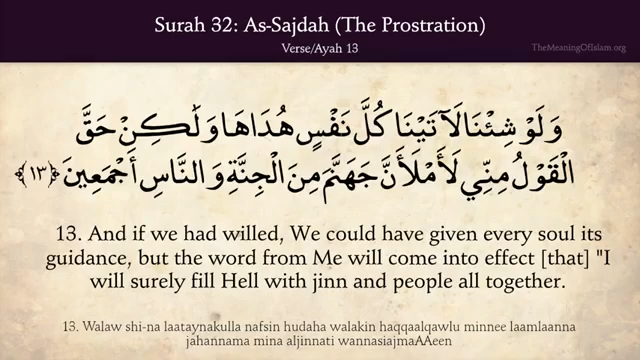 Surah 32: As-Sajdah (The Prostration)
Verse/Ayah 13
TheMeaningOfIslam.org
وَلَوْ شِئْنَا لَآتَيْنَا كُلَّ نَفْسٍ هُدَاهَا وَلَٰكِنْ حَقَّ
الْقَوْلُ مِنِّي لَأَمْلَأَنَّ جَهَنَّمَ مِنَ الْجِنَّةِ وَالنَّاسِ أَجْمَعِينَ ﴿١٣﴾
13. And if we had willed, We could have given every soul its
guidance, but the word from Me will come into effect [that] "I
will surely fill Hell with jinn and people all together.
13. Walaw shi-na laataynakulla nafsin hudaha walakin haqqaalqawlu minnee laamlaanna
jahannama mina aljinnati wannasiajmaAAeen